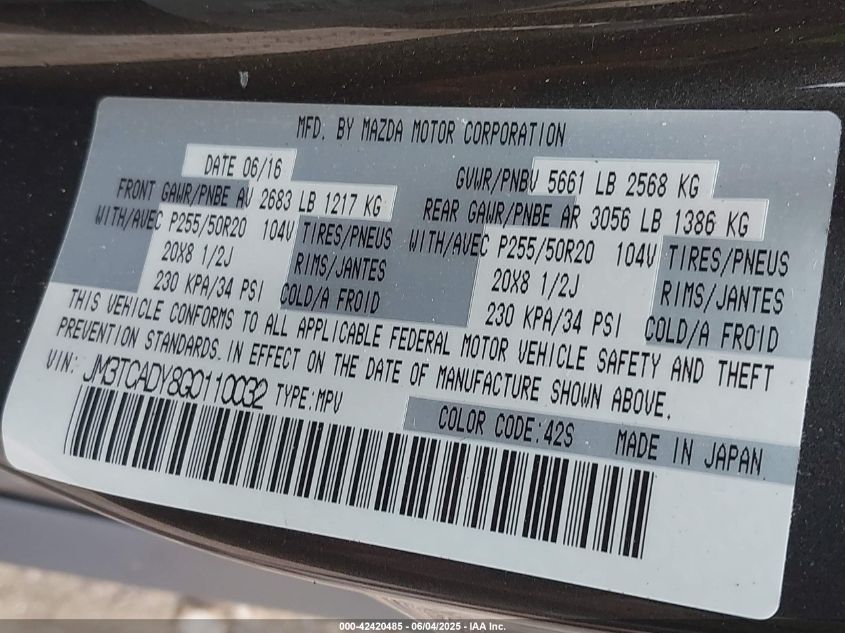 MFD. BY MAZDA MOTOR CORPORATION
DATE 06/16
GVWR/PNBV 5661 LB 2568 KG
FRONT GAWR/PNBE AV 2683 LB 1217 KG
REAR GAWR/PNBE AR 3056 LB 1386 KG
WITH/AVEC P255/50R20 104V TIRES/PNEUS
WITH/AVEC P255/50R20 104V TIRES/PNEUS
20X8 1/2J RIMS/JANTES
20X8 1/2J RIMS/JANTES
230 KPA/34 PSI COLD/A FROID
230 KPA/34 PSI COLD/A FROID
THIS VEHICLE CONFORMS TO ALL APPLICABLE FEDERAL MOTOR VEHICLE SAFETY AND THEFT
PREVENTION STANDARDS IN EFFECT ON THE DATE OF MANUFACTURE SHOWN ABOVE.
VIN: JM3TCADY8G0110032 TYPE:MPV
COLOR CODE:42S MADE IN JAPAN
000-42420485 - 06/04/2025 - IAA Inc.